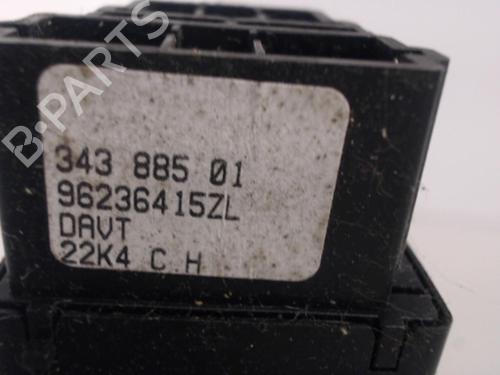 B-PARTS
343 885 01
96236415ZL
DAVT
22K4 C.H